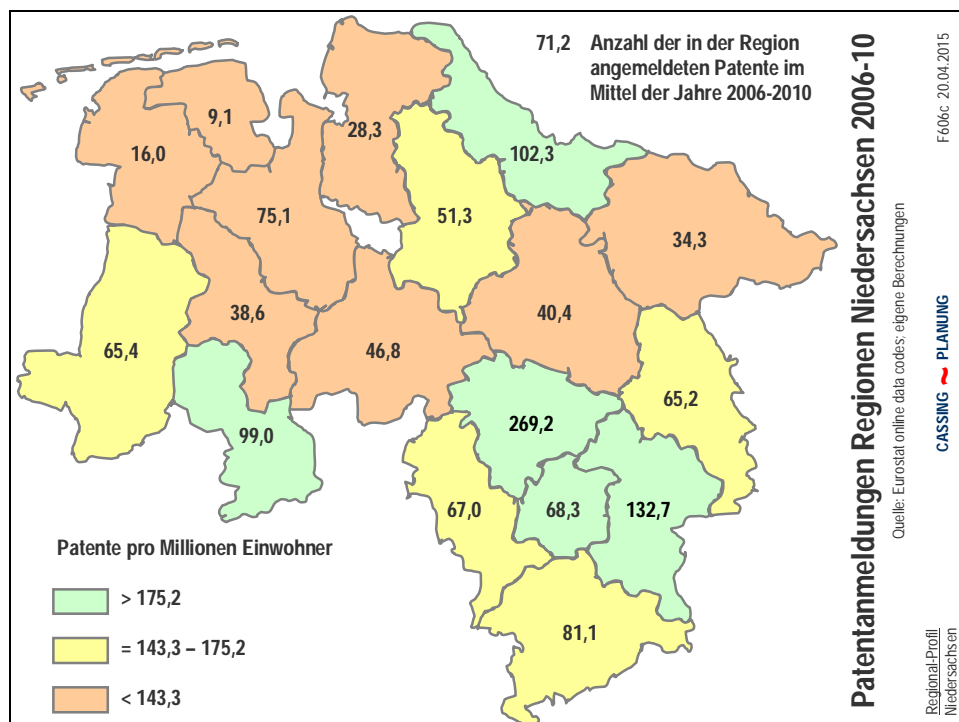 71,2 Anzahl der in der Region
angemeldeten Patente im
Mittel der Jahre 2006-2010
9,1
16,0
28,3
102,3
75,1
51,3
34,3
38,6
40,4
65,4
46,8
65,2
99,0
269,2
67,0
68,3
132,7
81,1
Patente pro Millionen Einwohner
> 175,2
= 143,3 – 175,2
< 143,3
Patentanmeldungen Regionen Niedersachsen 2006-10
Quelle: Eurostat online data codes; eigene Berechnungen
F606c 20.04.2015
CASSING ~ PLANUNG
Regional-Profil
Niedersachsen